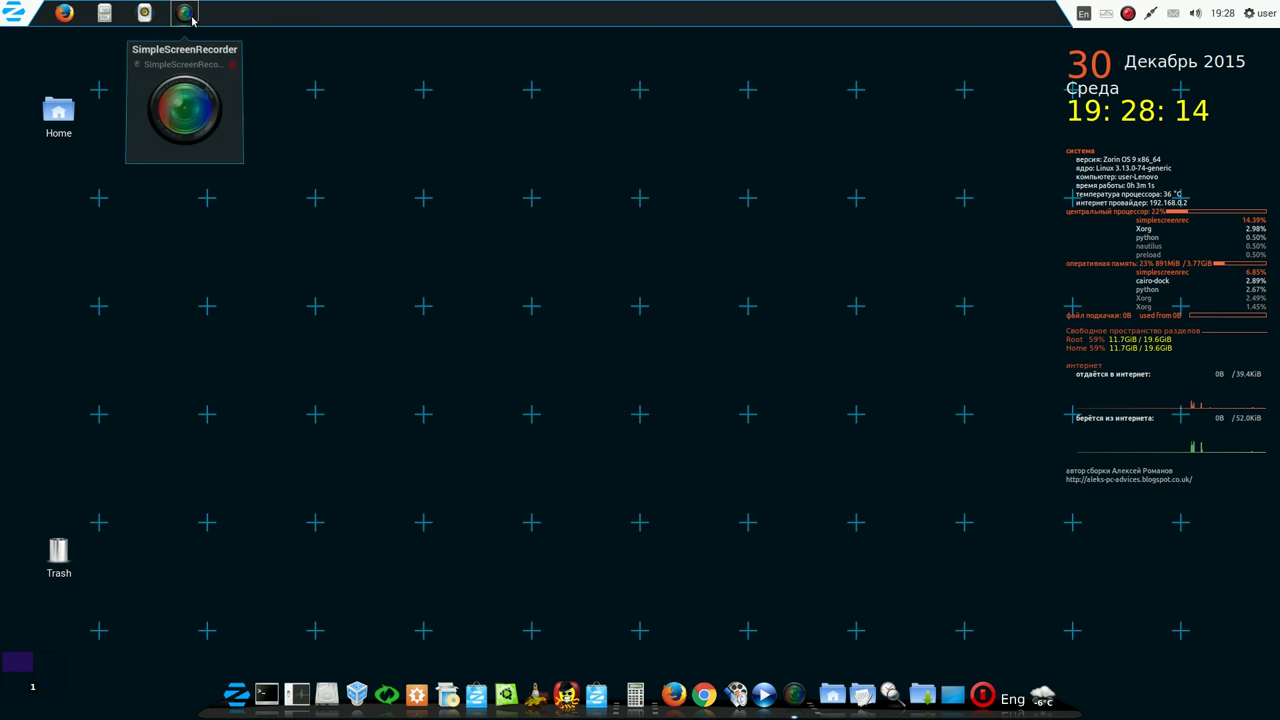 En
19:28
user
SimpleScreenRecorder
SimpleScreenReco...
Home
Trash
1
30 Декабрь 2015
Среда
19: 28: 14
система
версия: Zorin OS 9 x86_64
ядро: Linux 3.13.0-74-generic
компьютер: user-Lenovo
время работы: 0h 3m 1s
температура процессора: 36 °C
интернет провайдер: 192.168.0.2
центральный процессор: 22%
simplescreenrec 14.39%
Xorg 2.98%
python 0.50%
nautilus 0.50%
preload 0.50%
оперативная память: 23% 891MiB / 3.77GiB
simplescreenrec 6.85%
cairo-dock 2.89%
python 2.67%
Xorg 2.49%
Xorg 1.45%
файл подкачки: 0B used from 0B
Свободное пространство разделов
Root 59% 11.7GiB / 19.6GiB
Home 59% 11.7GiB / 19.6GiB
интернет
отдаётся в интернет: 0B / 39.4KiB
берётся из интернета: 0B / 52.0KiB
автор сборки Алексей Романов
http://aleks-pc-advices.blogspot.co.uk/
Eng
-6°C